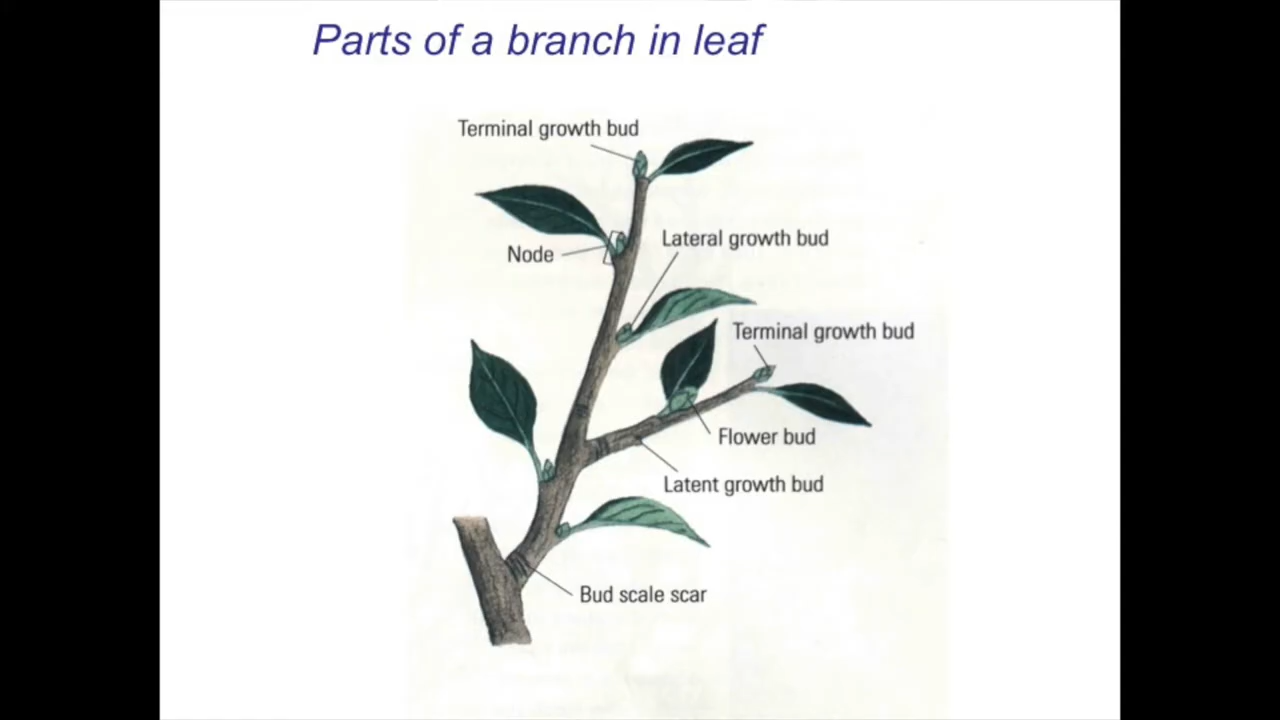 Parts of a branch in leaf
Terminal growth bud
Lateral growth bud
Node
Terminal growth bud
Flower bud
Latent growth bud
Bud scale scar